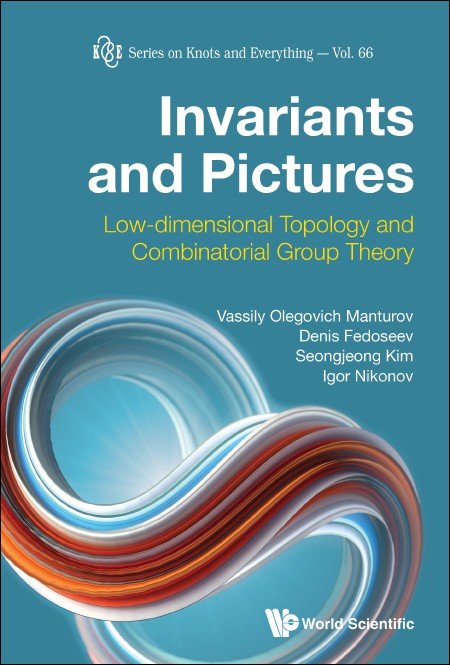 K&E Series on Knots and Everything — Vol. 66
Invariants
and Pictures
Low-dimensional Topology and
Combinatorial Group Theory
Vassily Olegovich Manturov
Denis Fedoseev
Seongjeong Kim
Igor Nikonov
World Scientific